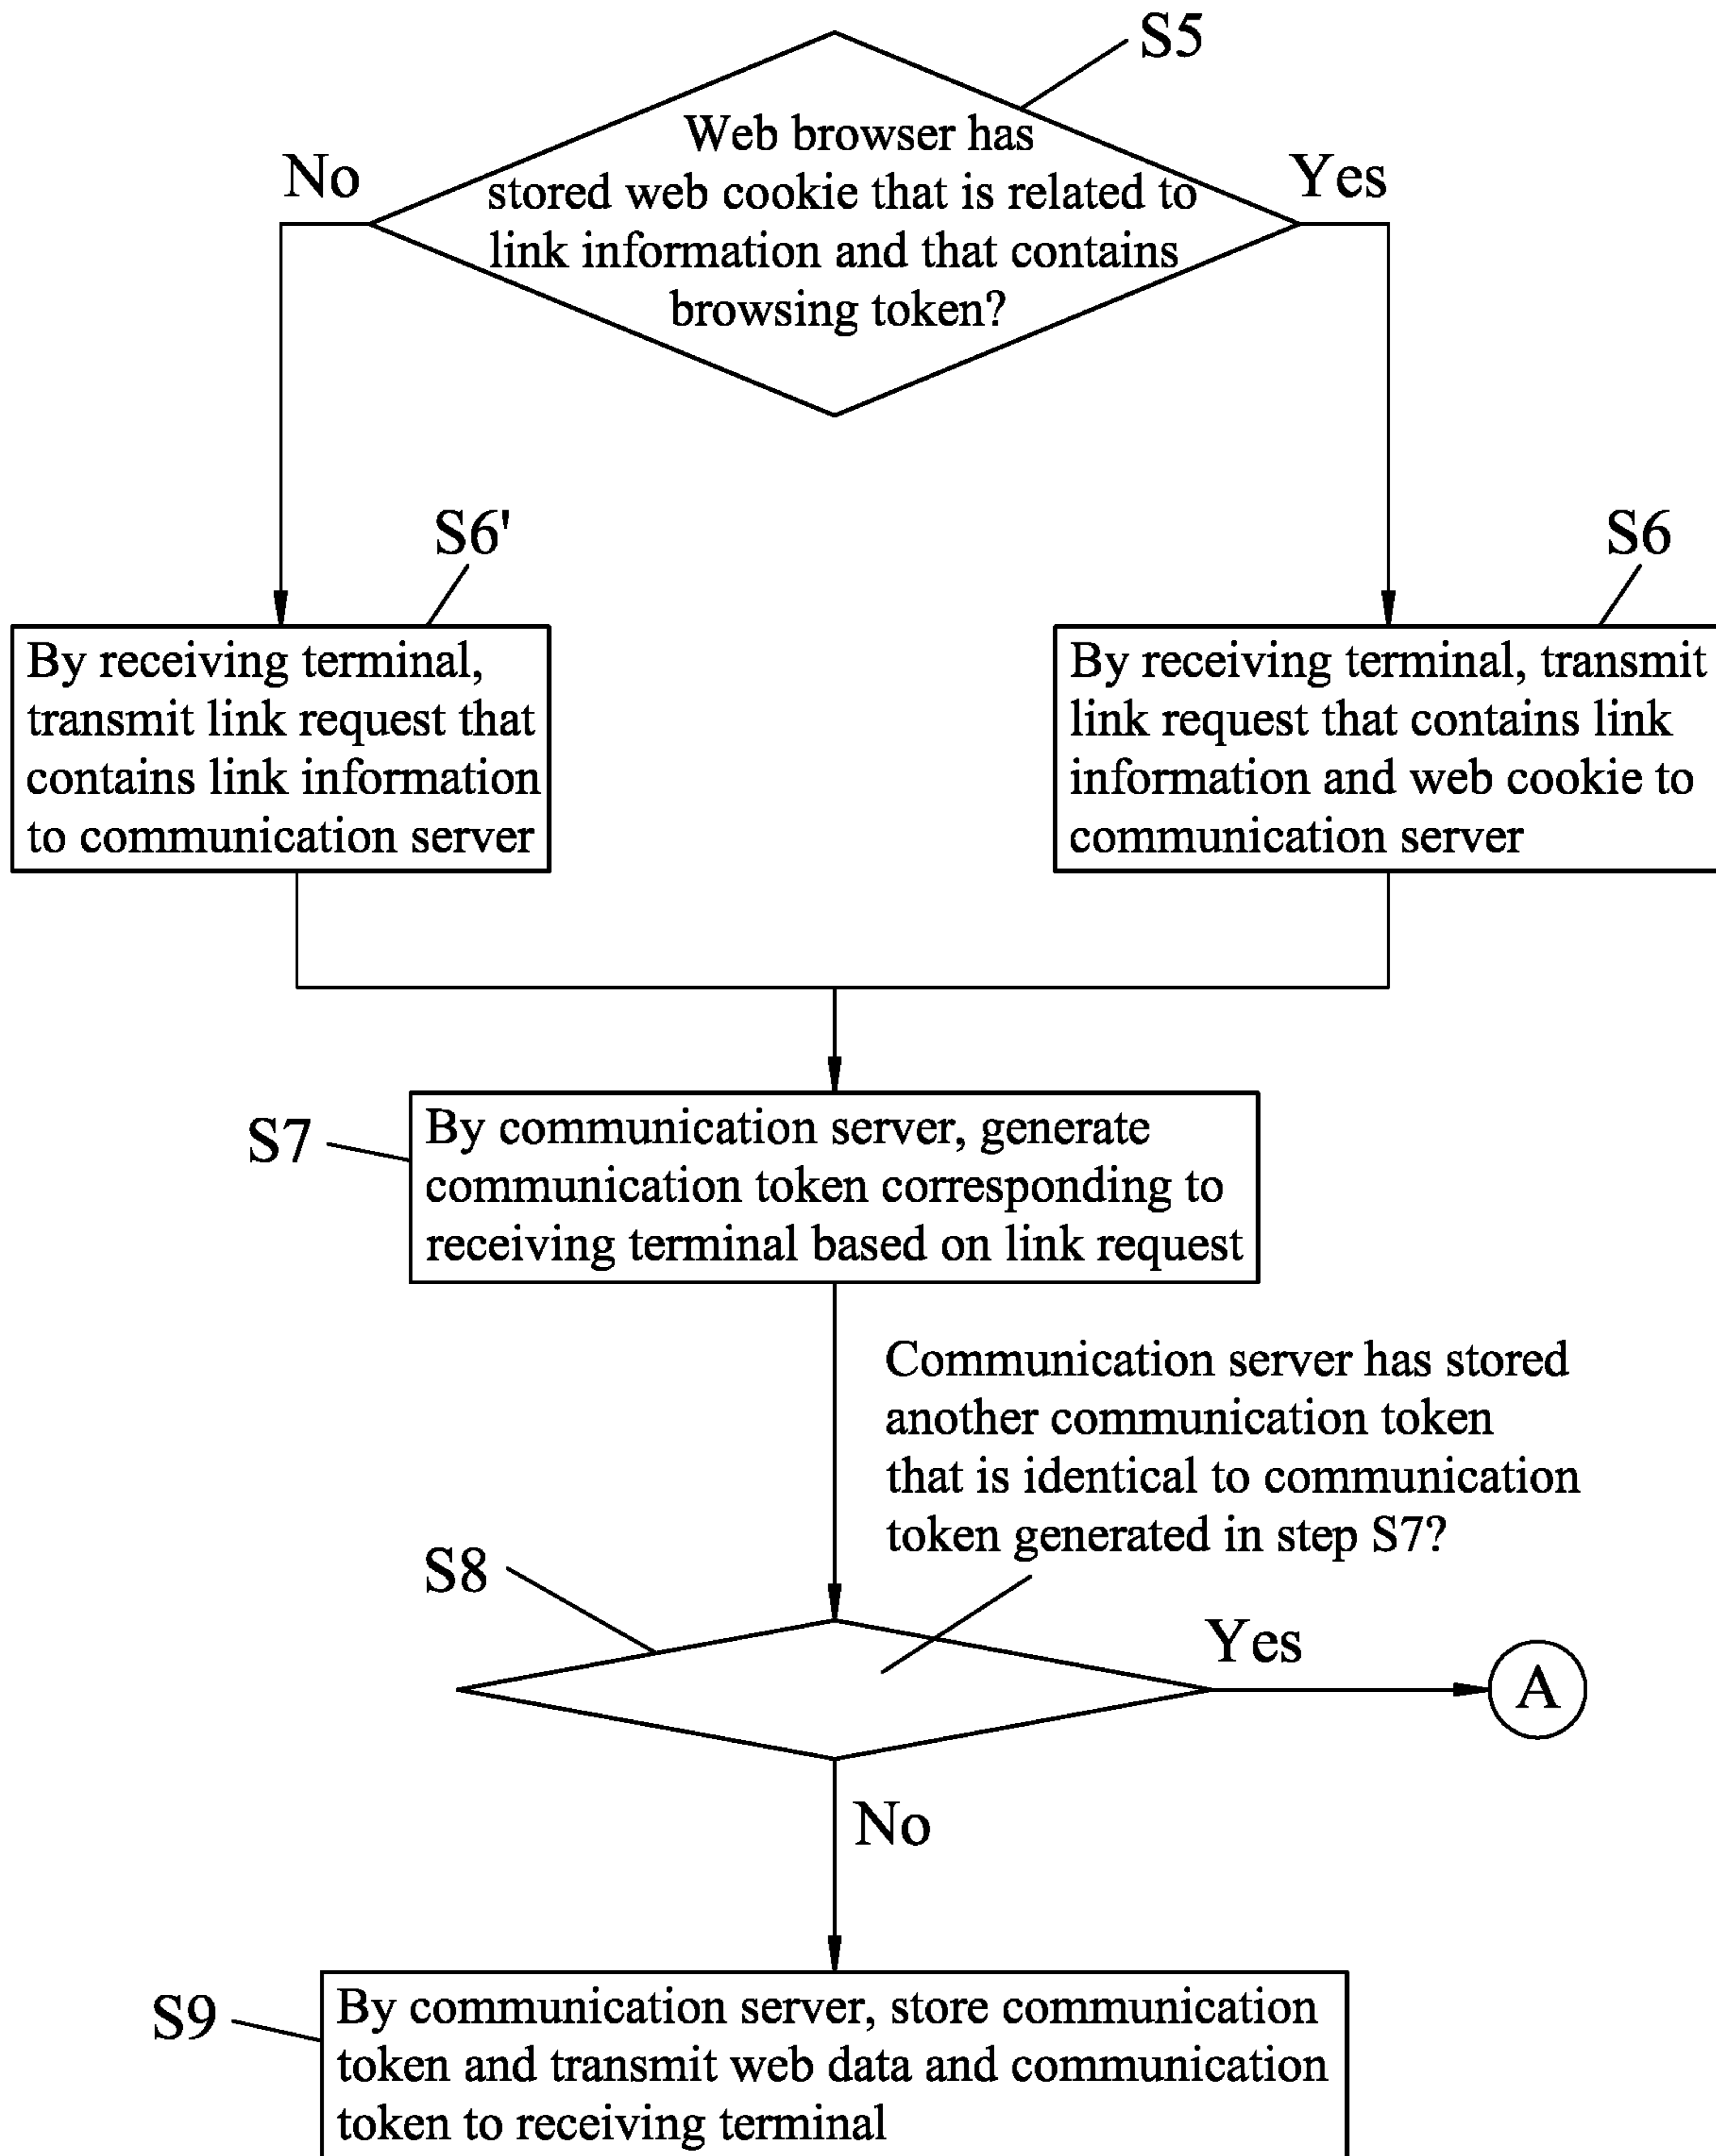 S5
Web browser has
stored web cookie that is related to
link information and that contains
browsing token?
No
Yes
S6'
By receiving terminal,
transmit link request that
contains link information
to communication server
S6
By receiving terminal, transmit
link request that contains link
information and web cookie to
communication server
S7
By communication server, generate
communication token corresponding to
receiving terminal based on link request
Communication server has stored
another communication token
that is identical to communication
token generated in step S7?
S8
Yes
A
No
S9
By communication server, store communication
token and transmit web data and communication
token to receiving terminal